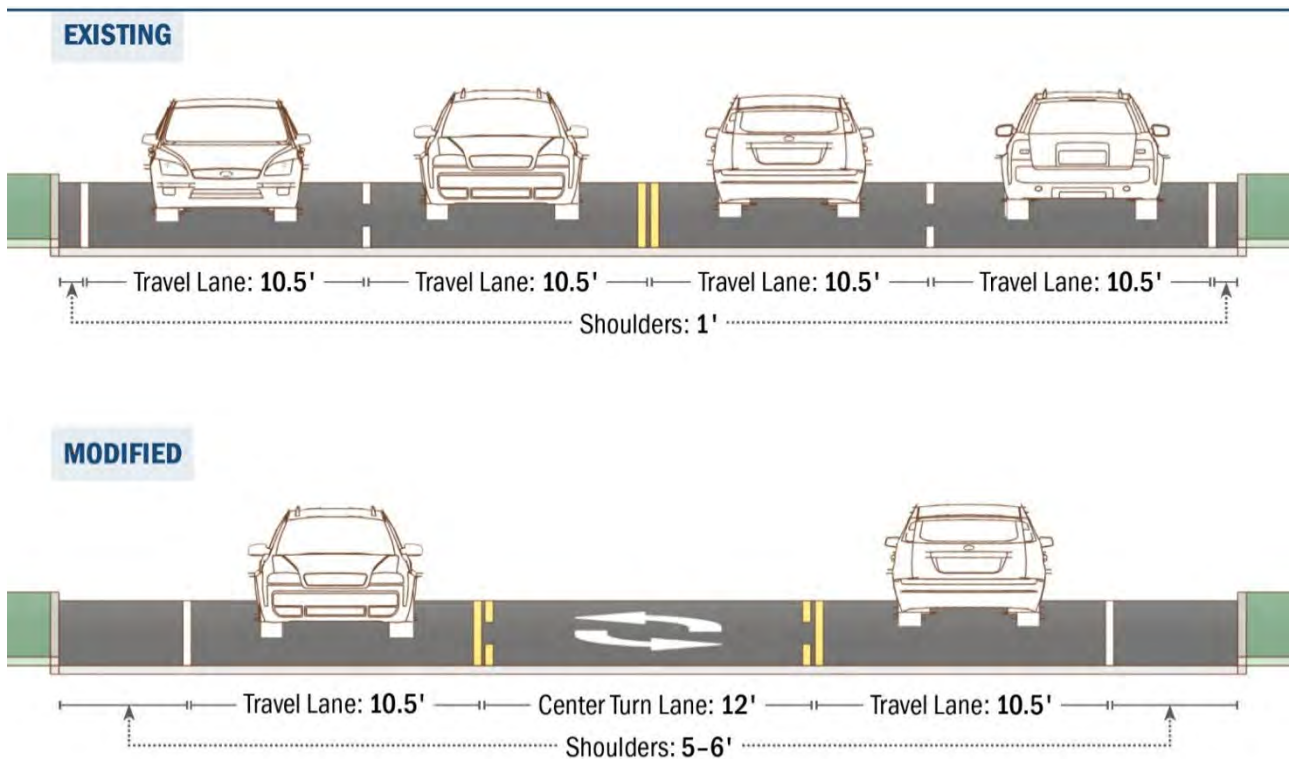 EXISTING
Travel Lane: 10.5' Travel Lane: 10.5' Travel Lane: 10.5' Travel Lane: 10.5'
Shoulders: 1'
MODIFIED
Travel Lane: 10.5' Center Turn Lane: 12' Travel Lane: 10.5'
Shoulders: 5–6'